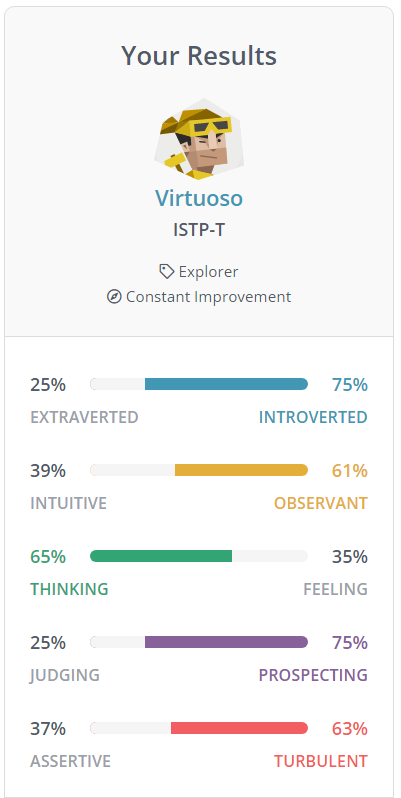 Your Results
Virtuoso
ISTP-T
Explorer
Constant Improvement
25% 75%
EXTRAVERTED INTROVERTED
39% 61%
INTUITIVE OBSERVANT
65% 35%
THINKING FEELING
25% 75%
JUDGING PROSPECTING
37% 63%
ASSERTIVE TURBULENT